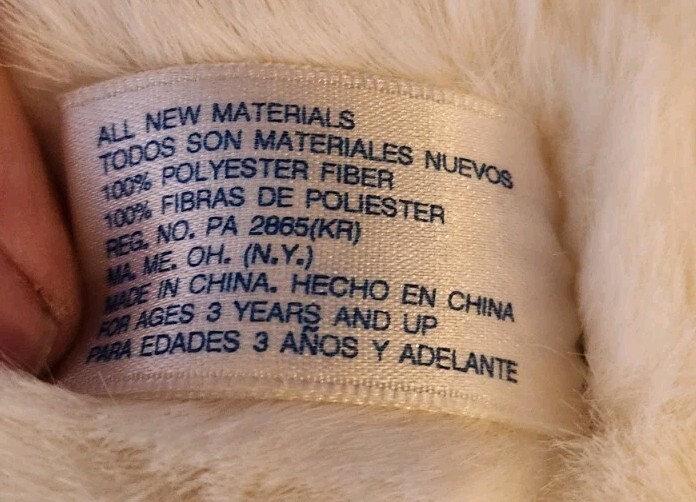 ALL NEW MATERIALS
TODOS SON MATERIALES NUEVOS
100% POLYESTER FIBER
100% FIBRAS DE POLIESTER
REG. NO. PA 2865(KR)
MA. ME. OH. (N.Y.)
MADE IN CHINA. HECHO EN CHINA
FOR AGES 3 YEARS AND UP
PARA EDADES 3 AÑOS Y ADELANTE